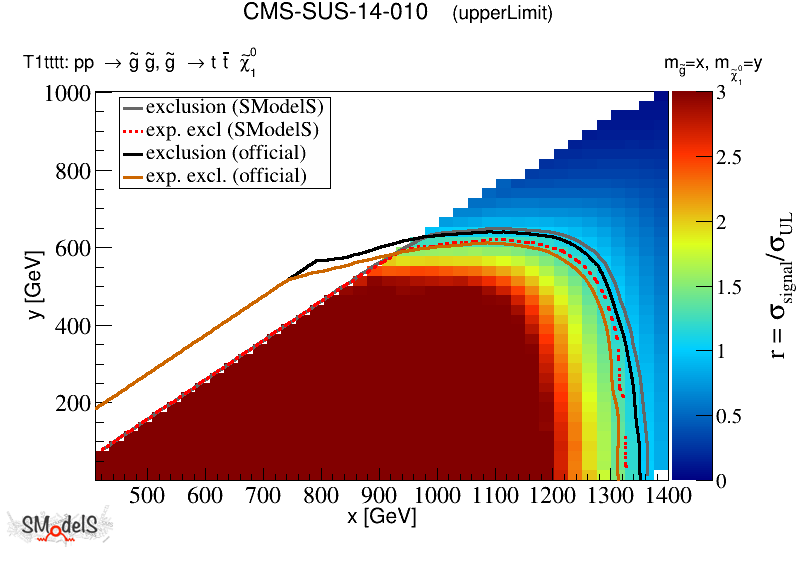 CMS-SUS-14-010 (upperLimit)
T1tttt: pp → g̃ g̃, g̃ → t t̄ χ̃₁⁰
m_g̃=x, m_χ̃₁⁰=y
exclusion (SModelS)
exp. excl (SModelS)
exclusion (official)
exp. excl. (official)
1000
800
600
400
200
y [GeV]
500 600 700 800 900 1000 1100 1200 1300 1400
x [GeV]
3
2.5
2
1.5
1
0.5
0
r = σ_signal/σ_UL
SModelS